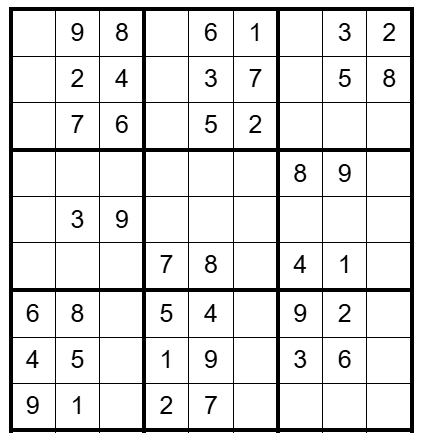 9 8 6 1 3 2
2 4 3 7 5 8
7 6 5 2
8 9
3 9
7 8 4 1
6 8 5 4 9 2
4 5 1 9 3 6
9 1 2 7